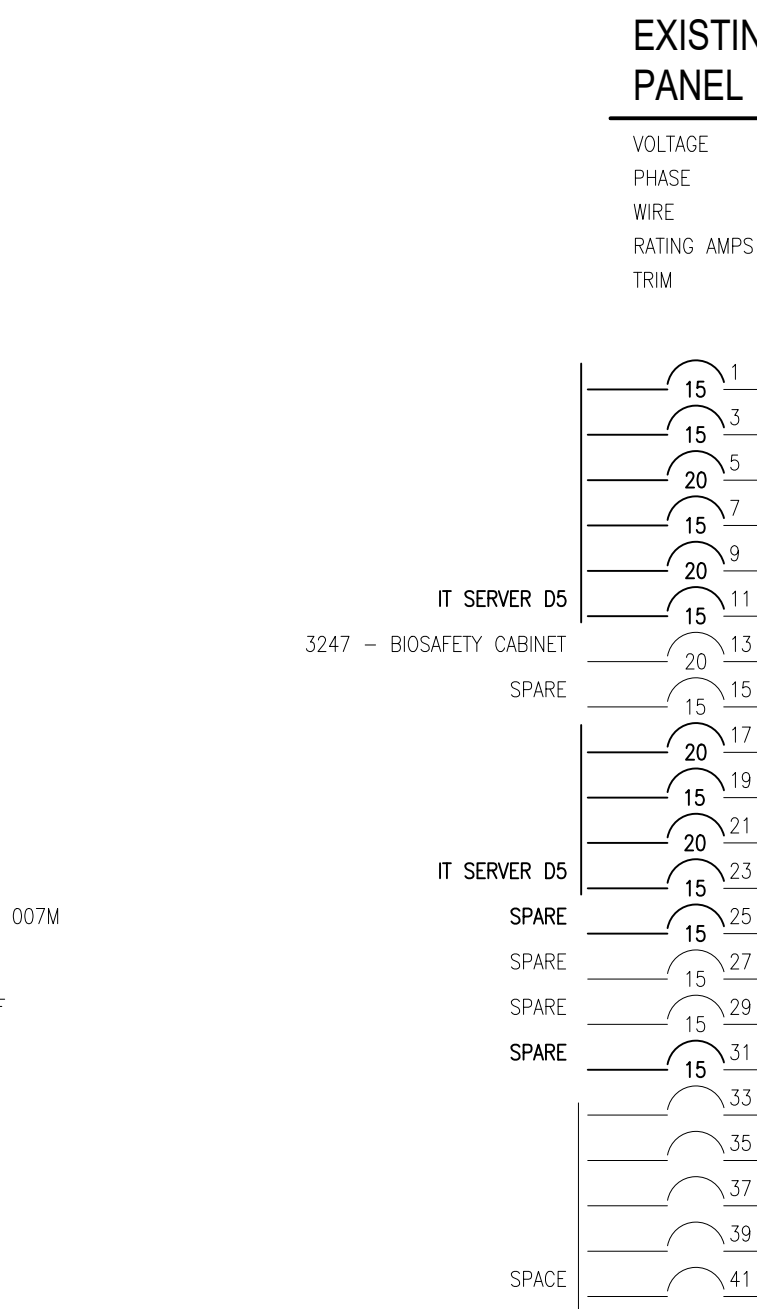 EXISTIN
PANEL
VOLTAGE
PHASE
WIRE
RATING AMPS
TRIM
15 1
15 3
20 5
15 7
20 9
IT SERVER D5 15 11
3247 – BIOSAFETY CABINET 20 13
SPARE 15 15
20 17
15 19
20 21
IT SERVER D5 15 23
007M
SPARE 15 25
SPARE 15 27
SPARE 15 29
SPARE 15 31
33
35
37
39
SPACE 41